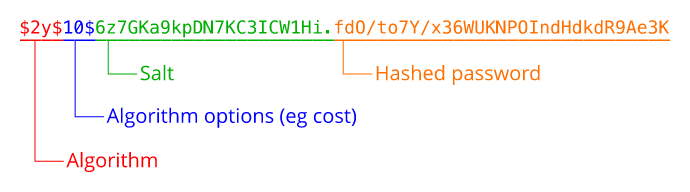 $2y$10$6z7GKa9kpDN7KC3ICW1Hi.fdO/to7Y/x36WUKNPOIndHdkdR9Ae3K
Salt Hashed password
Algorithm options (eg cost)
Algorithm